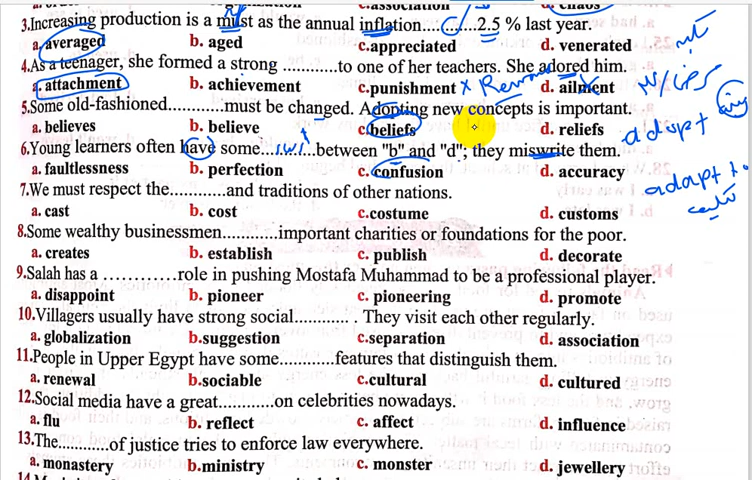 association
chaos
3.Increasing production is a must as the annual inflation............2.5 % last year.
a. averaged b. aged c.appreciated d. venerated
4.As a teenager, she formed a strong ............to one of her teachers. She adored him.
a. attachment b. achievement c.punishment d. ailment
5.Some old-fashioned............must be changed. Adopting new concepts is important.
a. believes b. believe c.beliefs d. reliefs
adopt
6.Young learners often have some............between "b" and "d"; they miswrite them.
a. faultlessness b. perfection c. confusion d. accuracy
adapt to
7.We must respect the............and traditions of other nations.
a. cast b. cost c.costume d. customs
8.Some wealthy businessmen............important charities or foundations for the poor.
a. creates b. establish c. publish d. decorate
9.Salah has a ............role in pushing Mostafa Muhammad to be a professional player.
a. disappoint b. pioneer c. pioneering d. promote
10.Villagers usually have strong social............ They visit each other regularly.
a. globalization b.suggestion c.separation d. association
11.People in Upper Egypt have some............features that distinguish them.
a. renewal b.sociable c.cultural d. cultured
12.Social media have a great............on celebrities nowadays.
a. flu b. reflect c. affect d. influence
13.The............of justice tries to enforce law everywhere.
a. monastery b.ministry c. monster d. jewellery